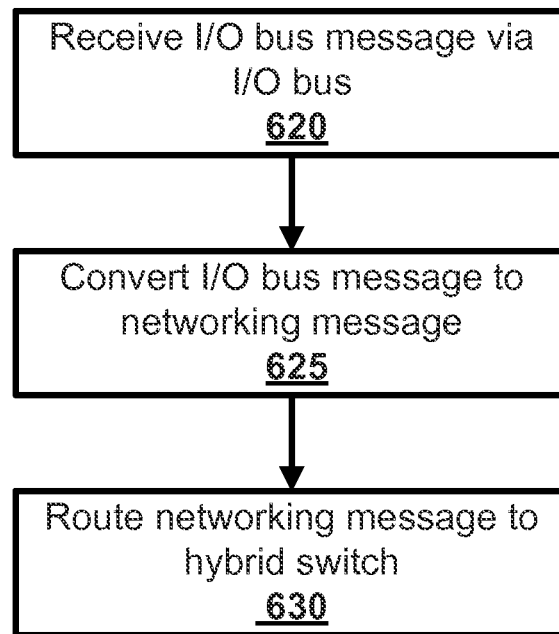 Receive I/O bus message via
I/O bus
620
Convert I/O bus message to
networking message
625
Route networking message to
hybrid switch
630